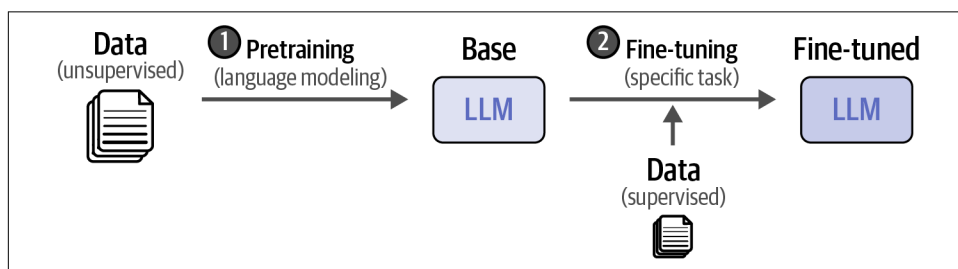 Data
(unsupervised)
1 Pretraining
(language modeling)
Base
LLM
2 Fine-tuning
(specific task)
Data
(supervised)
Fine-tuned
LLM